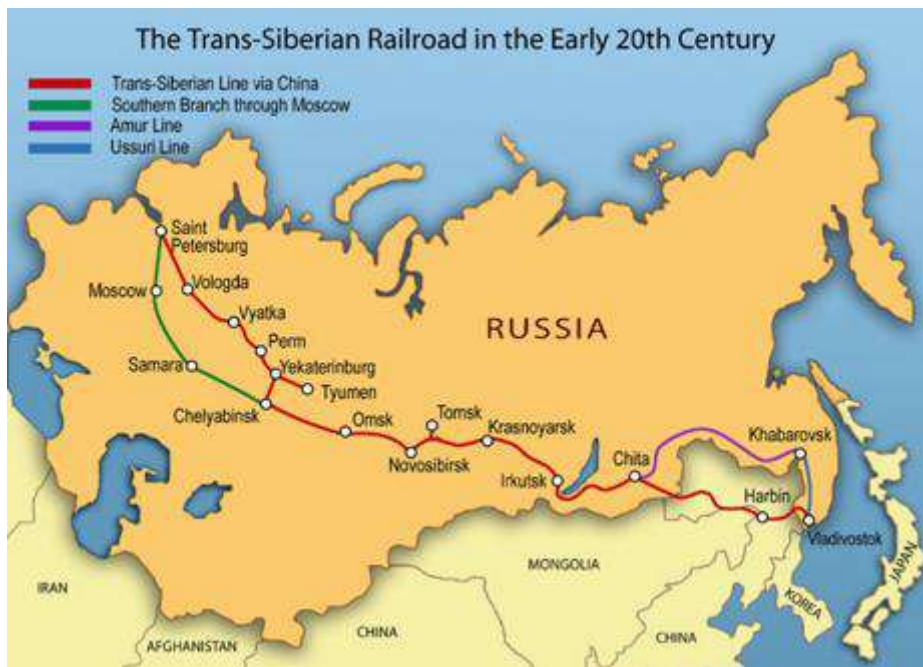 The Trans-Siberian Railroad in the Early 20th Century
Trans-Siberian Line via China
Southern Branch through Moscow
Amur Line
Ussuri Line
Saint
Petersburg
Moscow
Vologda
Vyatka
RUSSIA
Perm
Samara
Yekaterinburg
Tyumen
Chelyabinsk
Omsk
Tomsk
Krasnoyarsk
Khabarovsk
Novosibirsk
Irkutsk
Chita
Harbin
Vladivostok
IRAN
MONGOLIA
JAPAN
KOREA
AFGHANISTAN
CHINA
CHINA